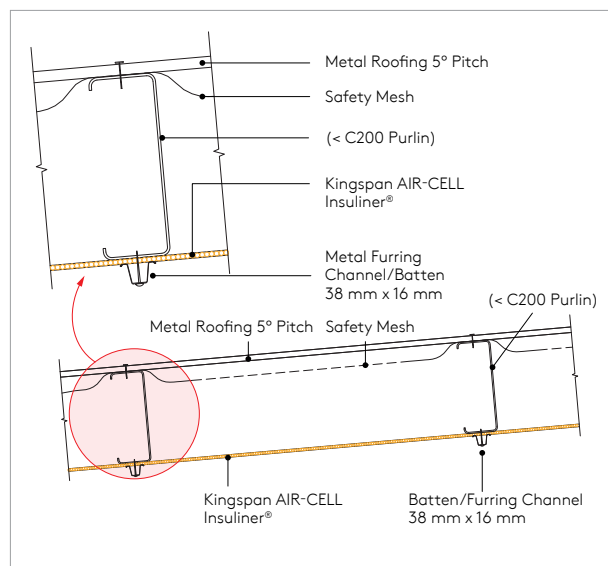 Metal Roofing 5° Pitch
Safety Mesh
(< C200 Purlin)
Kingspan AIR-CELL
Insuliner®
Metal Furring
Channel/Batten
38 mm x 16 mm
(< C200 Purlin)
Metal Roofing 5° Pitch
Safety Mesh
Kingspan AIR-CELL
Insuliner®
Batten/Furring Channel
38 mm x 16 mm